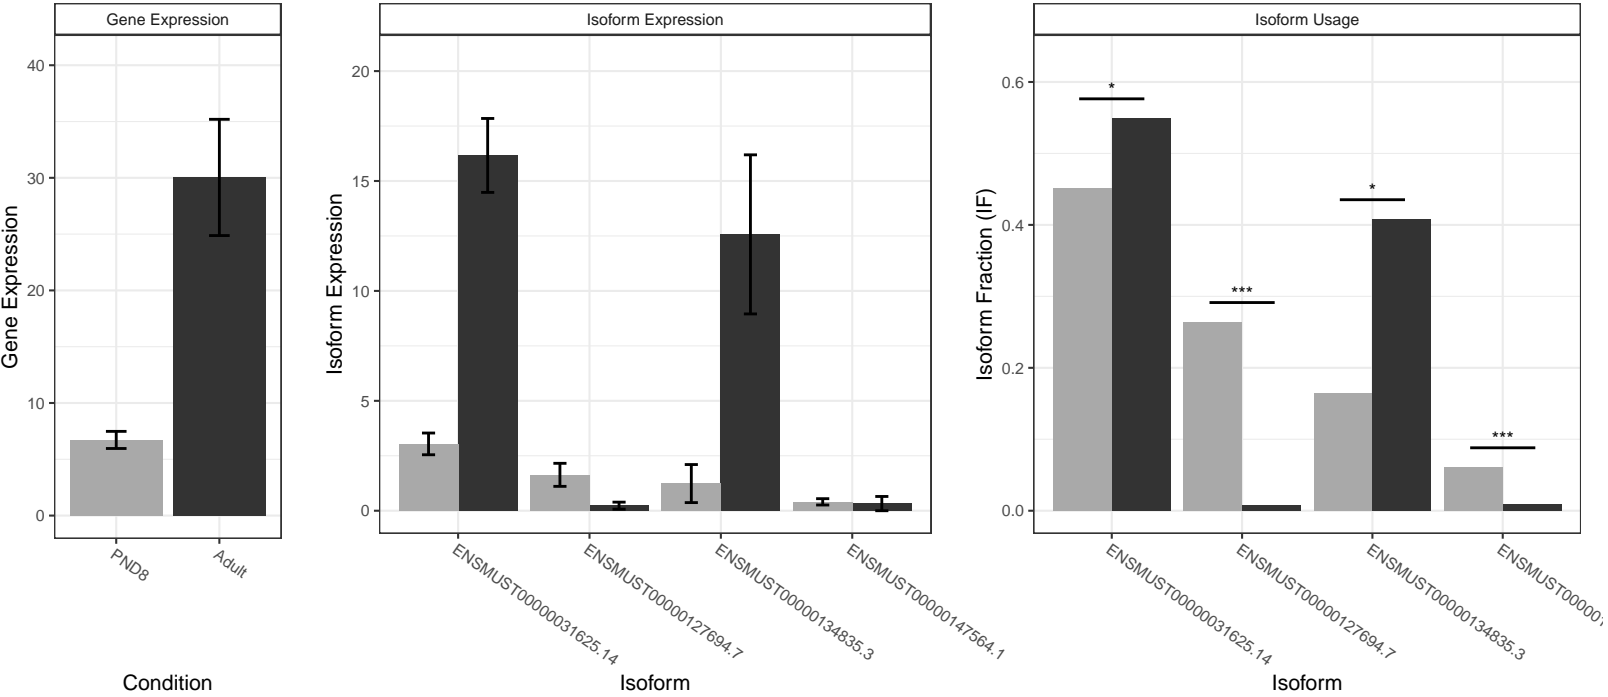 Gene Expression
Isoform Expression
Isoform Usage
40
30
20
10
0
Gene Expression
PND8
Adult
Condition
20
15
10
5
0
Isoform Expression
ENSMUST00000031625.14
ENSMUST00000127694.7
ENSMUST00000134835.3
ENSMUST00000147564.1
Isoform
0.6
0.4
0.2
0.0
Isoform Fraction (IF)
*
***
*
***
ENSMUST00000031625.14
ENSMUST00000127694.7
ENSMUST00000134835.3
Isoform